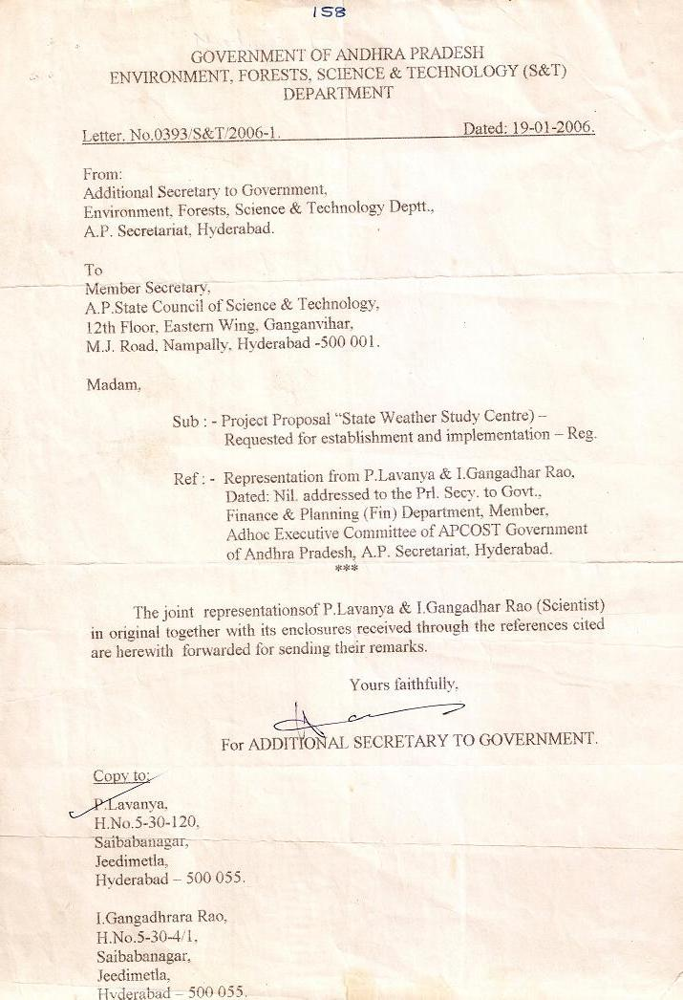 158
GOVERNMENT OF ANDHRA PRADESH
ENVIRONMENT, FORESTS, SCIENCE & TECHNOLOGY (S&T)
DEPARTMENT
Letter. No.0393/S&T/2006-1. Dated: 19-01-2006.
From:
Additional Secretary to Government,
Environment, Forests, Science & Technology Deptt.,
A.P. Secretariat, Hyderabad.
To
Member Secretary,
A.P.State Council of Science & Technology,
12th Floor, Eastern Wing, Ganganvihar,
M.J. Road, Nampally, Hyderabad -500 001.
Madam,
Sub : - Project Proposal “State Weather Study Centre) –
Requested for establishment and implementation – Reg.
Ref : - Representation from P.Lavanya & I.Gangadhar Rao,
Dated: Nil. addressed to the Prl. Secy. to Govt.,
Finance & Planning (Fin) Department, Member,
Adhoc Executive Committee of APCOST Government
of Andhra Pradesh, A.P. Secretariat, Hyderabad.
***
The joint representationsof P.Lavanya & I.Gangadhar Rao (Scientist)
in original together with its enclosures received through the references cited
are herewith forwarded for sending their remarks.
Yours faithfully,
For ADDITIONAL SECRETARY TO GOVERNMENT.
Copy to:
P.Lavanya,
H.No.5-30-120,
Saibabanagar,
Jeedimetla,
Hyderabad – 500 055.
I.Gangadhrara Rao,
H.No.5-30-4/1,
Saibabanagar,
Jeedimetla,
Hyderabad – 500 055.